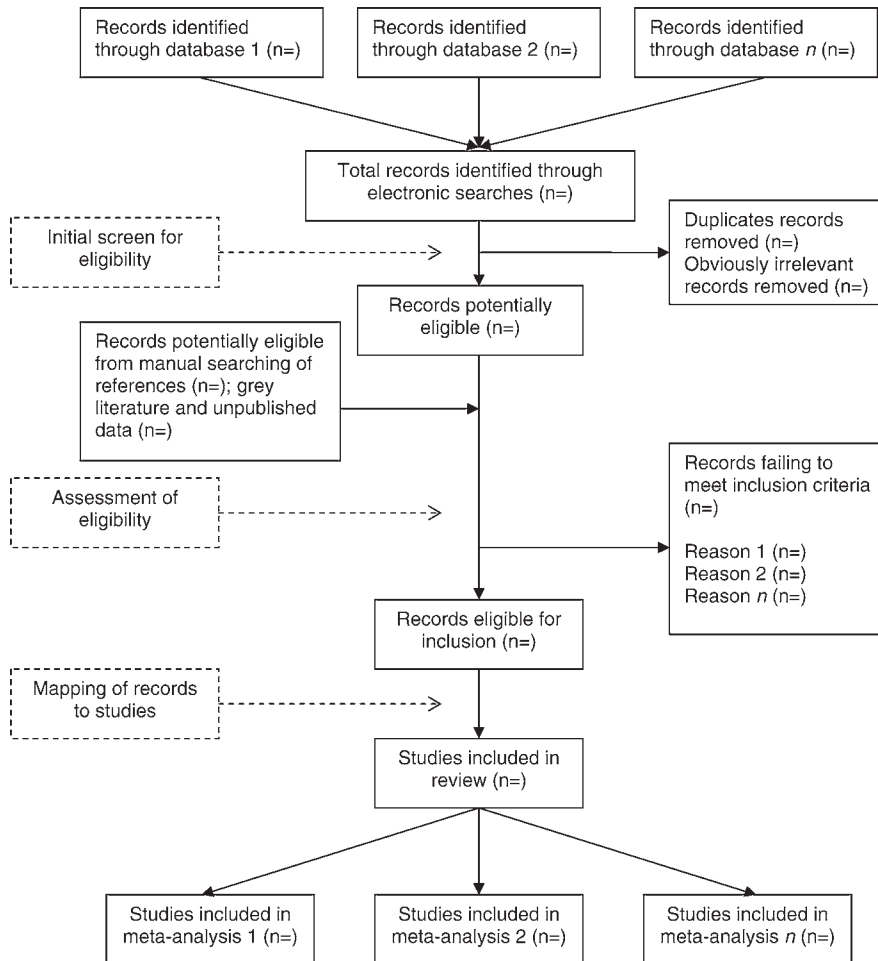 Records identified
through database 1 (n=)
Records identified
through database 2 (n=)
Records identified
through database n (n=)
Total records identified through
electronic searches (n=)
Initial screen for
eligibility
Duplicates records
removed (n=)
Obviously irrelevant
records removed (n=)
Records potentially
eligible (n=)
Records potentially eligible
from manual searching of
references (n=); grey
literature and unpublished
data (n=)
Records failing to
meet inclusion criteria
(n=)
Reason 1 (n=)
Reason 2 (n=)
Reason n (n=)
Assessment of
eligibility
Records eligible for
inclusion (n=)
Mapping of records
to studies
Studies included in
review (n=)
Studies included in
meta-analysis 1 (n=)
Studies included in
meta-analysis 2 (n=)
Studies included in
meta-analysis n (n=)